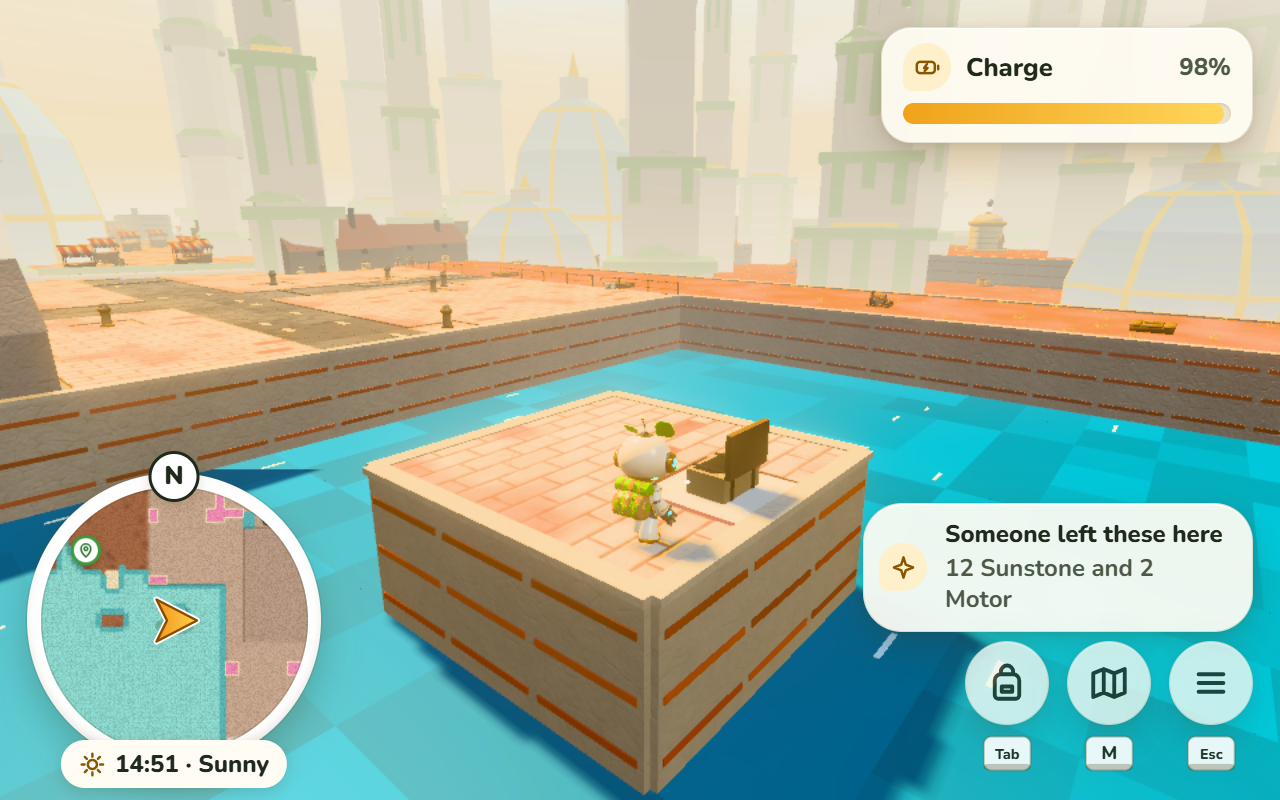 Charge 98%
Someone left these here
12 Sunstone and 2
Motor
N
14:51 · Sunny
Tab
M
Esc